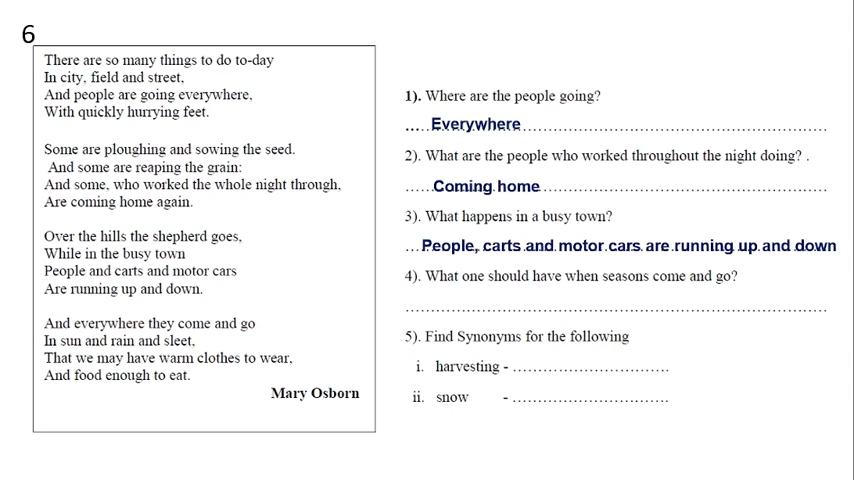 6
There are so many things to do to-day
In city, field and street,
And people are going everywhere,
With quickly hurrying feet.
Some are ploughing and sowing the seed.
And some are reaping the grain:
And some, who worked the whole night through,
Are coming home again.
Over the hills the shepherd goes,
While in the busy town
People and carts and motor cars
Are running up and down.
And everywhere they come and go
In sun and rain and sleet,
That we may have warm clothes to wear,
And food enough to eat.
Mary Osborn
1). Where are the people going?
.....Everywhere..............................................................
2). What are the people who worked throughout the night doing? .
......Coming home..............................................................
3). What happens in a busy town?
...People, carts and motor cars are running up and down
4). What one should have when seasons come and go?
....................................................................................
5). Find Synonyms for the following
i. harvesting - ................................
ii. snow - ................................